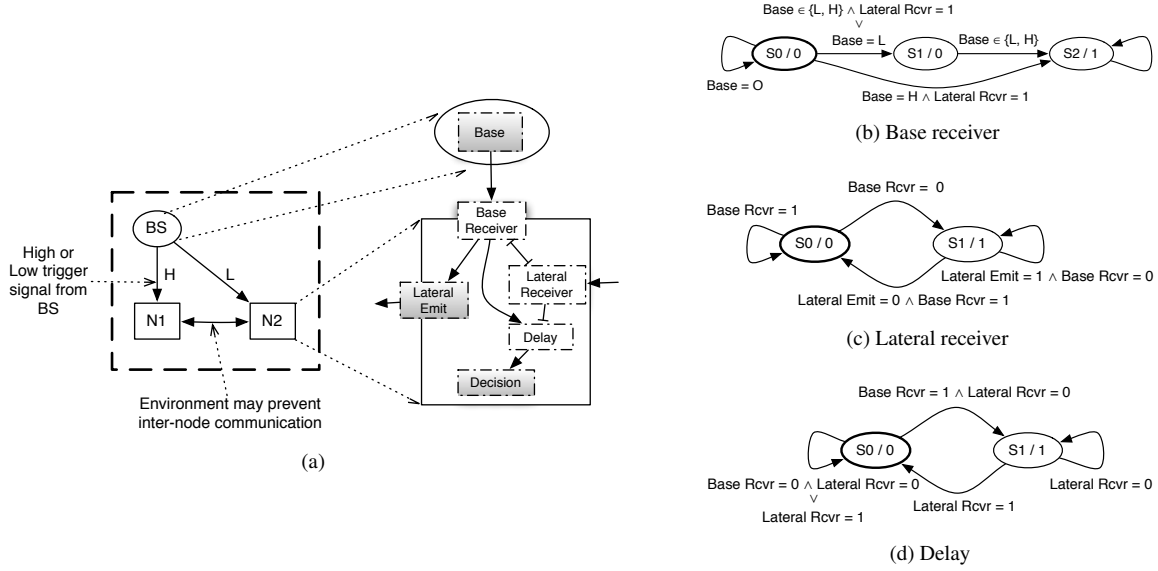 BS
High or
Low trigger
signal from
BS
H
L
N1
N2
Environment may prevent
inter-node communication
Base
Base
Receiver
Lateral
Receiver
Lateral
Emit
Delay
Decision
(a)
Base ∈ {L, H} ∧ Lateral Rcvr = 1
∨
Base = O
S0 / 0
Base = L
S1 / 0
Base ∈ {L, H}
S2 / 1
Base = H ∧ Lateral Rcvr = 1
(b) Base receiver
Base Rcvr = 0
Base Rcvr = 1
S0 / 0
S1 / 1
Lateral Emit = 1 ∧ Base Rcvr = 0
Lateral Emit = 0 ∧ Base Rcvr = 1
(c) Lateral receiver
Base Rcvr = 1 ∧ Lateral Rcvr = 0
S0 / 0
S1 / 1
Base Rcvr = 0 ∧ Lateral Rcvr = 0
∨
Lateral Rcvr = 1
Lateral Rcvr = 1
Lateral Rcvr = 0
(d) Delay